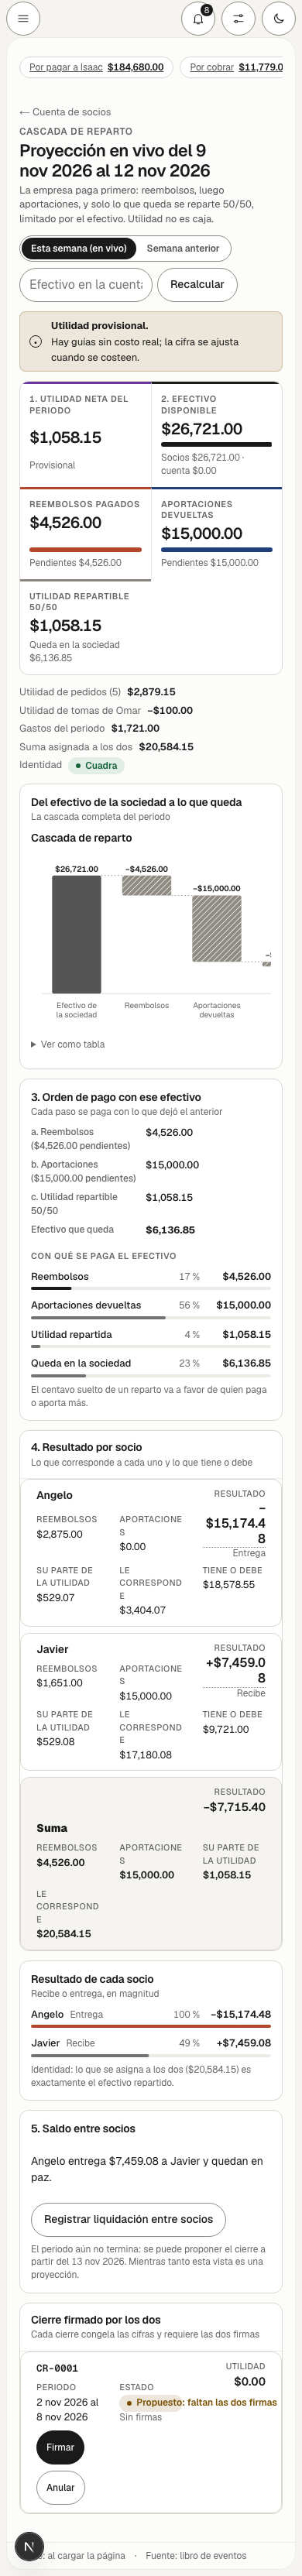 8
Por pagar a Isaac $184,680.00 Por cobrar $11,779.0
← Cuenta de socios
CASCADA DE REPARTO
Proyección en vivo del 9
nov 2026 al 12 nov 2026
La empresa paga primero: reembolsos, luego
aportaciones, y solo lo que queda se reparte 50/50,
limitado por el efectivo. Utilidad no es caja.
Esta semana (en vivo) Semana anterior
Efectivo en la cuenta Recalcular
Utilidad provisional.
Hay guías sin costo real; la cifra se ajusta
cuando se costeen.
1. UTILIDAD NETA DEL
PERIODO
$1,058.15
Provisional
2. EFECTIVO
DISPONIBLE
$26,721.00
Socios $26,721.00 ·
cuenta $0.00
REEMBOLSOS PAGADOS
$4,526.00
Pendientes $4,526.00
APORTACIONES
DEVUELTAS
$15,000.00
Pendientes $15,000.00
UTILIDAD REPARTIBLE
50/50
$1,058.15
Queda en la sociedad
$6,136.85
Utilidad de pedidos (5) $2,879.15
Utilidad de tomas de Omar −$100.00
Gastos del periodo $1,721.00
Suma asignada a los dos $20,584.15
Identidad Cuadra
Del efectivo de la sociedad a lo que queda
La cascada completa del periodo
Cascada de reparto
$26,721.00 −$4,526.00
−$15,000.00
Efectivo de
la sociedad
Reembolsos
Aportaciones
devueltas
▶ Ver como tabla
3. Orden de pago con ese efectivo
Cada paso se paga con lo que dejó el anterior
a. Reembolsos
($4,526.00 pendientes)
$4,526.00
b. Aportaciones
($15,000.00 pendientes)
$15,000.00
c. Utilidad repartible
50/50
$1,058.15
Efectivo que queda $6,136.85
CON QUÉ SE PAGA EL EFECTIVO
Reembolsos 17 % $4,526.00
Aportaciones devueltas 56 % $15,000.00
Utilidad repartida 4 % $1,058.15
Queda en la sociedad 23 % $6,136.85
El centavo suelto de un reparto va a favor de quien paga
o aporta más.
4. Resultado por socio
Lo que corresponde a cada uno y lo que tiene o debe
Angelo
RESULTADO
−
$15,174.4
8
Entrega
REEMBOLSOS
$2,875.00
APORTACIONE
S
$0.00
SU PARTE DE
LA UTILIDAD
$529.07
LE
CORRESPOND
E
$3,404.07
TIENE O DEBE
$18,578.55
Javier
RESULTADO
+$7,459.0
8
Recibe
REEMBOLSOS
$1,651.00
APORTACIONE
S
$15,000.00
SU PARTE DE
LA UTILIDAD
$529.08
LE
CORRESPOND
E
$17,180.08
TIENE O DEBE
$9,721.00
RESULTADO
−$7,715.40
Suma
REEMBOLSOS
$4,526.00
APORTACIONE
S
$15,000.00
SU PARTE DE
LA UTILIDAD
$1,058.15
LE
CORRESPOND
E
$20,584.15
Resultado de cada socio
Recibe o entrega, en magnitud
Angelo Entrega 100 % −$15,174.48
Javier Recibe 49 % +$7,459.08
Identidad: lo que se asigna a los dos ($20,584.15) es
exactamente el efectivo repartido.
5. Saldo entre socios
Angelo entrega $7,459.08 a Javier y quedan en
paz.
Registrar liquidación entre socios
El periodo aún no termina: se puede proponer el cierre a
partir del 13 nov 2026. Mientras tanto esta vista es una
proyección.
Cierre firmado por los dos
Cada cierre congela las cifras y requiere las dos firmas
CR-0001
UTILIDAD
$0.00
PERIODO
2 nov 2026 al
8 nov 2026
ESTADO
Propuesto: faltan las dos firmas
Sin firmas
Firmar
Anular
N
al cargar la página · Fuente: libro de eventos